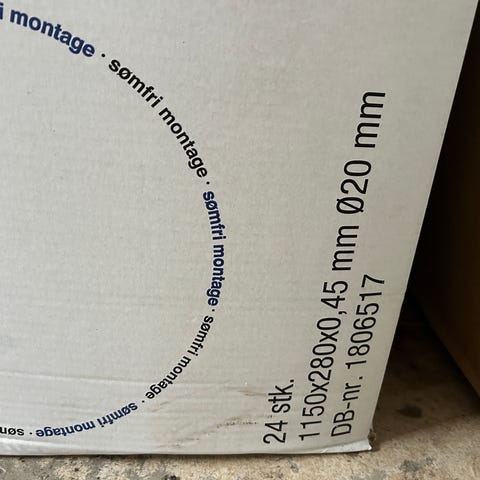 i montage · sømfri montage · sømfri montage · sømfri montage · sømfri montage · søm
24 stk.
1150x280x0,45 mm Ø20 mm
DB-nr. 1806517